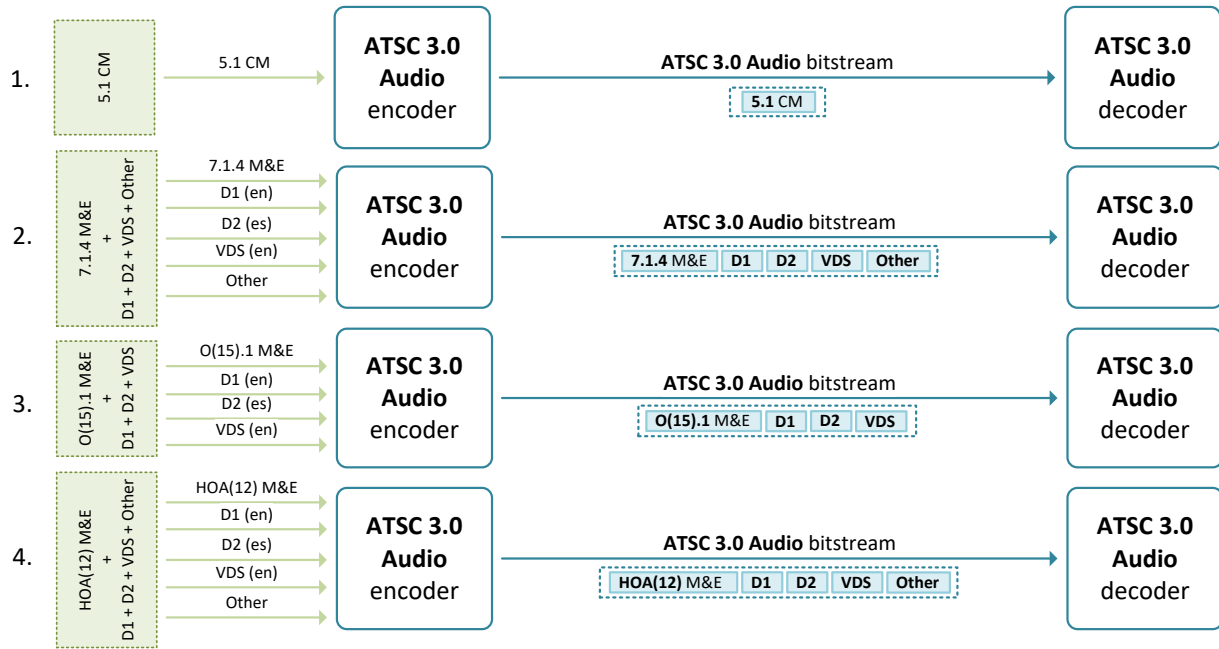 1.
5.1 CM
5.1 CM
ATSC 3.0
Audio
encoder
ATSC 3.0 Audio bitstream
5.1 CM
ATSC 3.0
Audio
decoder
2.
7.1.4 M&E
+
D1 + D2 + VDS + Other
7.1.4 M&E
D1 (en)
D2 (es)
VDS (en)
Other
ATSC 3.0
Audio
encoder
ATSC 3.0 Audio bitstream
7.1.4 M&E D1 D2 VDS Other
ATSC 3.0
Audio
decoder
3.
O(15).1 M&E
+
D1 + D2 + VDS
O(15).1 M&E
D1 (en)
D2 (es)
VDS (en)
ATSC 3.0
Audio
encoder
ATSC 3.0 Audio bitstream
O(15).1 M&E D1 D2 VDS
ATSC 3.0
Audio
decoder
4.
HOA(12) M&E
+
D1 + D2 + VDS + Other
HOA(12) M&E
D1 (en)
D2 (es)
VDS (en)
Other
ATSC 3.0
Audio
encoder
ATSC 3.0 Audio bitstream
HOA(12) M&E D1 D2 VDS Other
ATSC 3.0
Audio
decoder